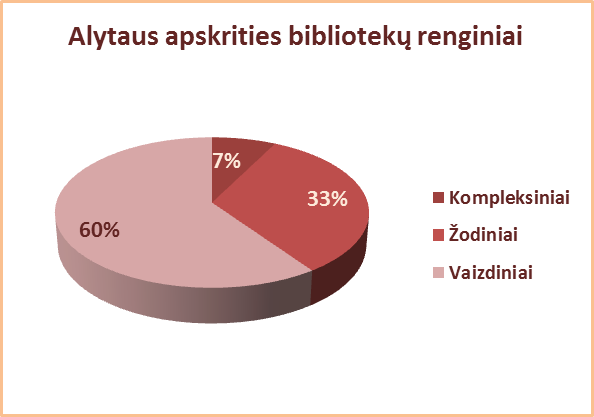 Alytaus apskrities bibliotekų renginiai
7%
33%
60%
Kompleksiniai
Žodiniai
Vaizdiniai